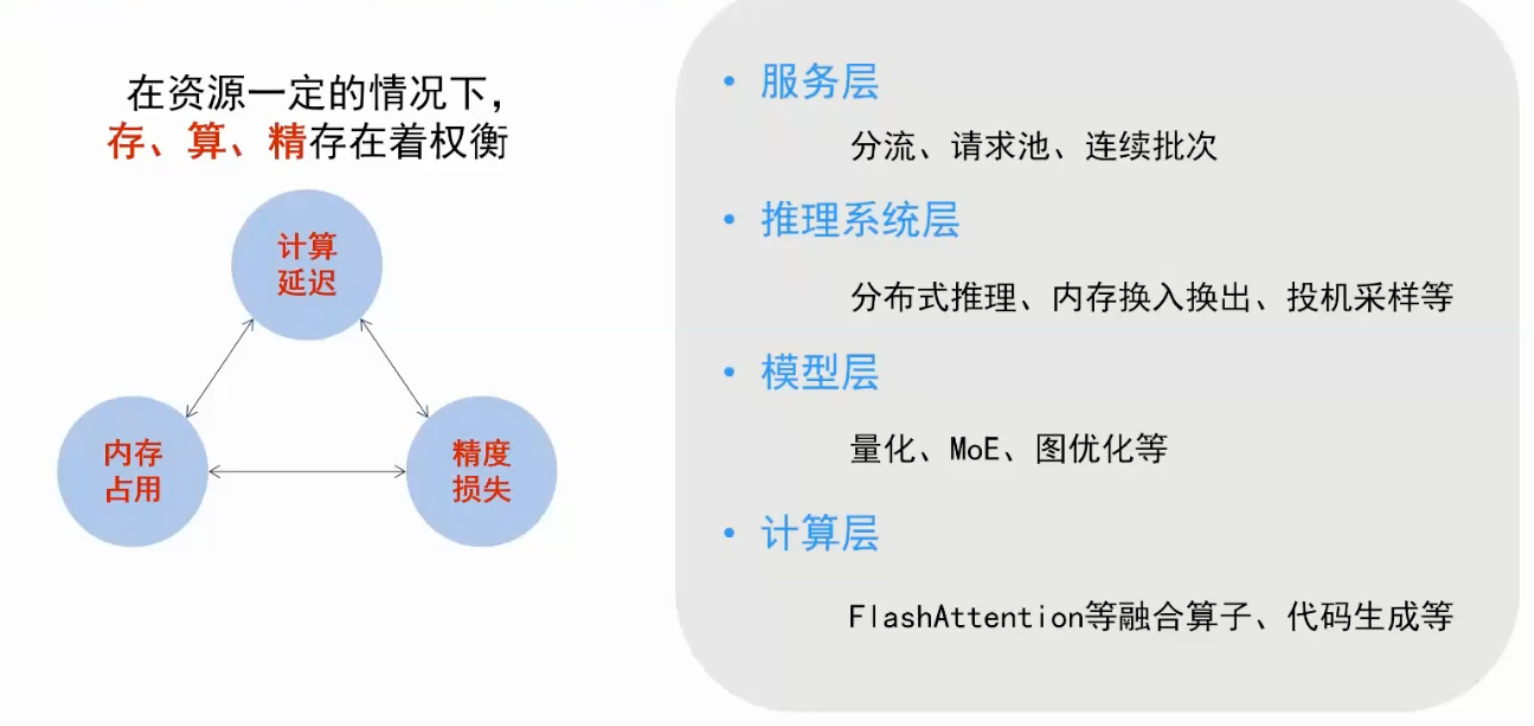 在资源一定的情况下，
存、算、精存在着权衡
计算
延迟
内存
占用
精度
损失
• 服务层
分流、请求池、连续批次
• 推理系统层
分布式推理、内存换入换出、投机采样等
• 模型层
量化、MoE、图优化等
• 计算层
FlashAttention等融合算子、代码生成等